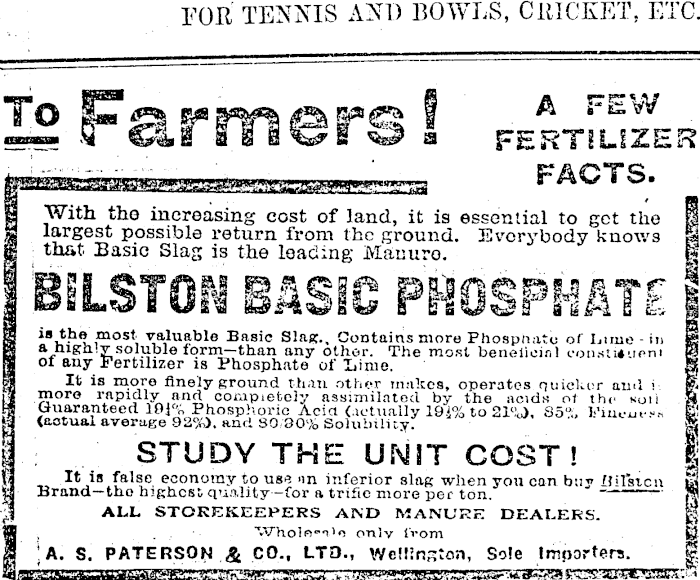 FOR TENNIS AND BOWLS, CRICKET, ETC.
To Farmers!
A FEW
FERTILIZER
FACTS.
With the increasing cost of land, it is essential to get the
largest possible return from the ground. Everybody knows
that Basic Slag is the leading Manure.
BILSTON BASIC PHOSPHATE
is the most valuable Basic Slag. Contains more Phosphate of Lime—in
a highly soluble form—than any other. The most beneficial constituent
of any Fertilizer is Phosphate of Lime.
It is more finely ground than other makes, operates quicker and is
more rapidly and completely assimilated by the acids of the soil
Guaranteed Phosphoric Acid (actually to 21%), 85% Fineness
(actual average 92%), and Solubility.
STUDY THE UNIT COST!
It is false economy to use an inferior slag when you can buy Bilston
Brand—the highest quality—for a trifle more per ton.
ALL STOREKEEPERS AND MANURE DEALERS.
Wholesale only from
A. S. PATERSON & CO., LTD., Wellington, Sole Importers.